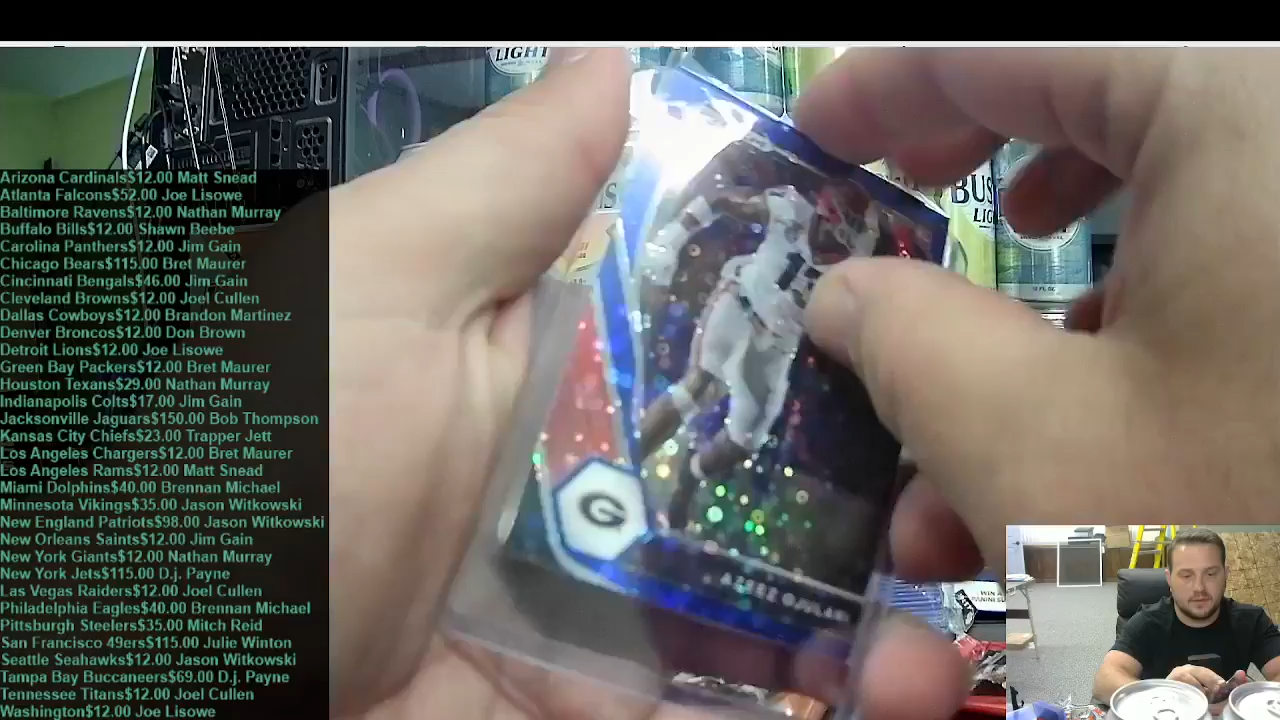 LIGHT
Arizona Cardinals$12.00 Matt Snead
Atlanta Falcons$52.00 Joe Lisowe
Baltimore Ravens$12.00 Nathan Murray
Buffalo Bills$12.00 Shawn Beebe
Carolina Panthers$12.00 Jim Gain
Chicago Bears$115.00 Bret Maurer
Cincinnati Bengals$46.00 Jim Gain
Cleveland Browns$12.00 Joel Cullen
Dallas Cowboys$12.00 Brandon Martinez
Denver Broncos$12.00 Don Brown
Detroit Lions$12.00 Joe Lisowe
Green Bay Packers$12.00 Bret Maurer
Houston Texans$29.00 Nathan Murray
Indianapolis Colts$17.00 Jim Gain
Jacksonville Jaguars$150.00 Bob Thompson
Kansas City Chiefs$23.00 Trapper Jett
Los Angeles Chargers$12.00 Bret Maurer
Los Angeles Rams$12.00 Matt Snead
Miami Dolphins$40.00 Brennan Michael
Minnesota Vikings$35.00 Jason Witkowski
New England Patriots$98.00 Jason Witkowski
New Orleans Saints$12.00 Jim Gain
New York Giants$12.00 Nathan Murray
New York Jets$115.00 D.j. Payne
Las Vegas Raiders$12.00 Joel Cullen
Philadelphia Eagles$40.00 Brennan Michael
Pittsburgh Steelers$35.00 Mitch Reid
San Francisco 49ers$115.00 Julie Winton
Seattle Seahawks$12.00 Jason Witkowski
Tampa Bay Buccaneers$69.00 D.j. Payne
Tennessee Titans$12.00 Joel Cullen
Washington$12.00 Joe Lisowe
BUS
LIG
13
G
AZEEZ OJULARI
WIN A